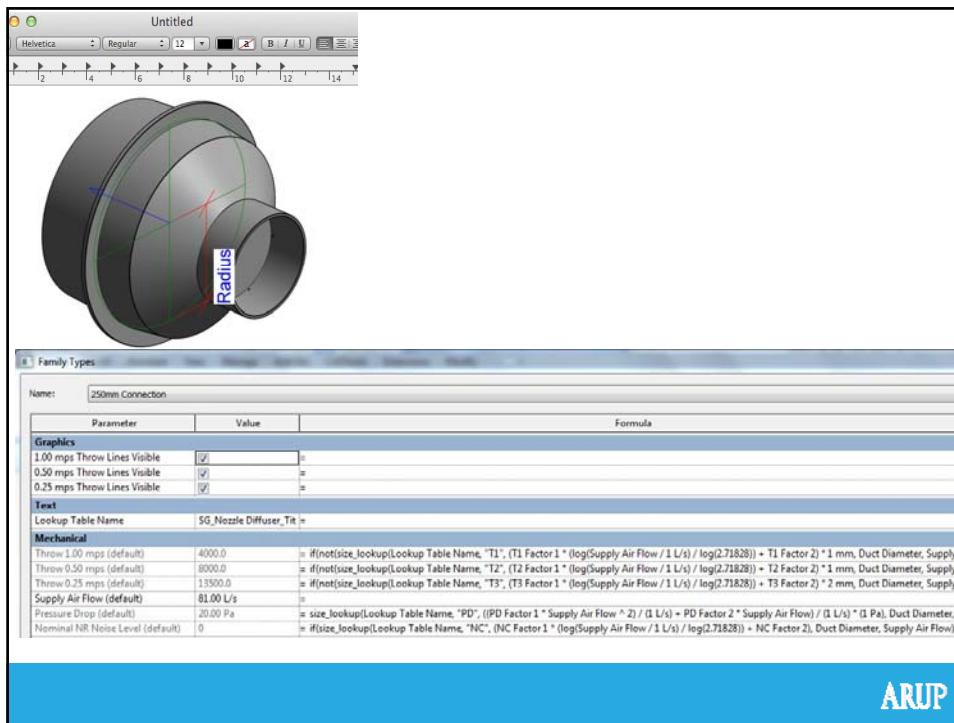 Untitled
Helvetica Regular 12 a B I U
2 4 6 8 10 12 14
Radius
Family Types
Name: 250mm Connection
Parameter Value Formula
Graphics
1.00 mps Throw Lines Visible =
0.50 mps Throw Lines Visible =
0.25 mps Throw Lines Visible =
Text
Lookup Table Name SG_Nozzle Diffuser_Tit =
Mechanical
Throw 1.00 mps (default) 4000.0 = if(not(size_lookup(Lookup Table Name, "T1", (T1 Factor 1 * (log(Supply Air Flow / 1 L/s) / log(2.71828)) + T1 Factor 2) * 1 mm, Duct Diameter, Supply
Throw 0.50 mps (default) 8000.0 = if(not(size_lookup(Lookup Table Name, "T2", (T2 Factor 1 * (log(Supply Air Flow / 1 L/s) / log(2.71828)) + T2 Factor 2) * 1 mm, Duct Diameter, Supply
Throw 0.25 mps (default) 13500.0 = if(not(size_lookup(Lookup Table Name, "T3", (T3 Factor 1 * (log(Supply Air Flow / 1 L/s) / log(2.71828)) + T3 Factor 2) * 2 mm, Duct Diameter, Supply
Supply Air Flow (default) 81.00 L/s =
Pressure Drop (default) 20.00 Pa = size_lookup(Lookup Table Name, "PD", ((PD Factor 1 * Supply Air Flow ^ 2) / (1 L/s) + PD Factor 2 * Supply Air Flow) / (1 L/s) * (1 Pa), Duct Diameter,
Nominal NR Noise Level (default) 0 = if(size_lookup(Lookup Table Name, "NC", (NC Factor 1 * (log(Supply Air Flow / 1 L/s) / log(2.71828)) + NC Factor 2), Duct Diameter, Supply Air Flow)
ARUP